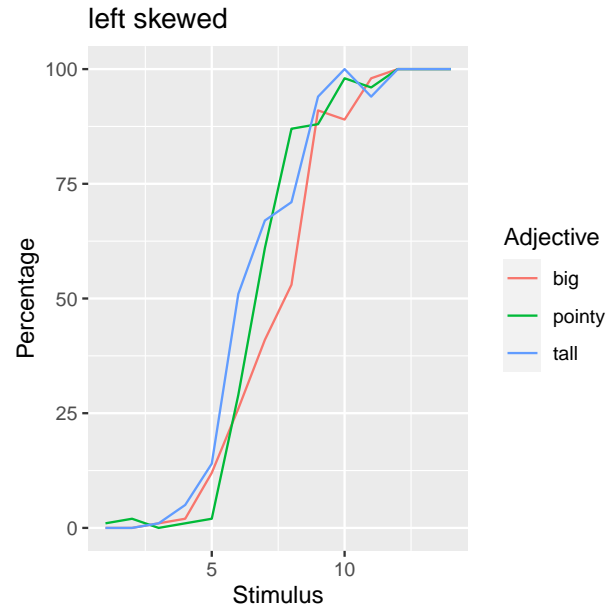 left skewed
Percentage
100
75
50
25
0
5
10
Stimulus
Adjective
big
pointy
tall